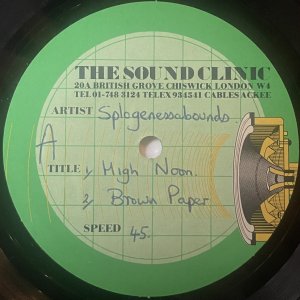 THE SOUND CLINIC
20A BRITISH GROVE CHISWICK LONDON W4
TEL 01-748 3124 TELEX 934541 CABLES ACKEE
ARTIST Splogenessabounds
A
TITLE 1, High Noon
2, Brown Paper
SPEED 45.